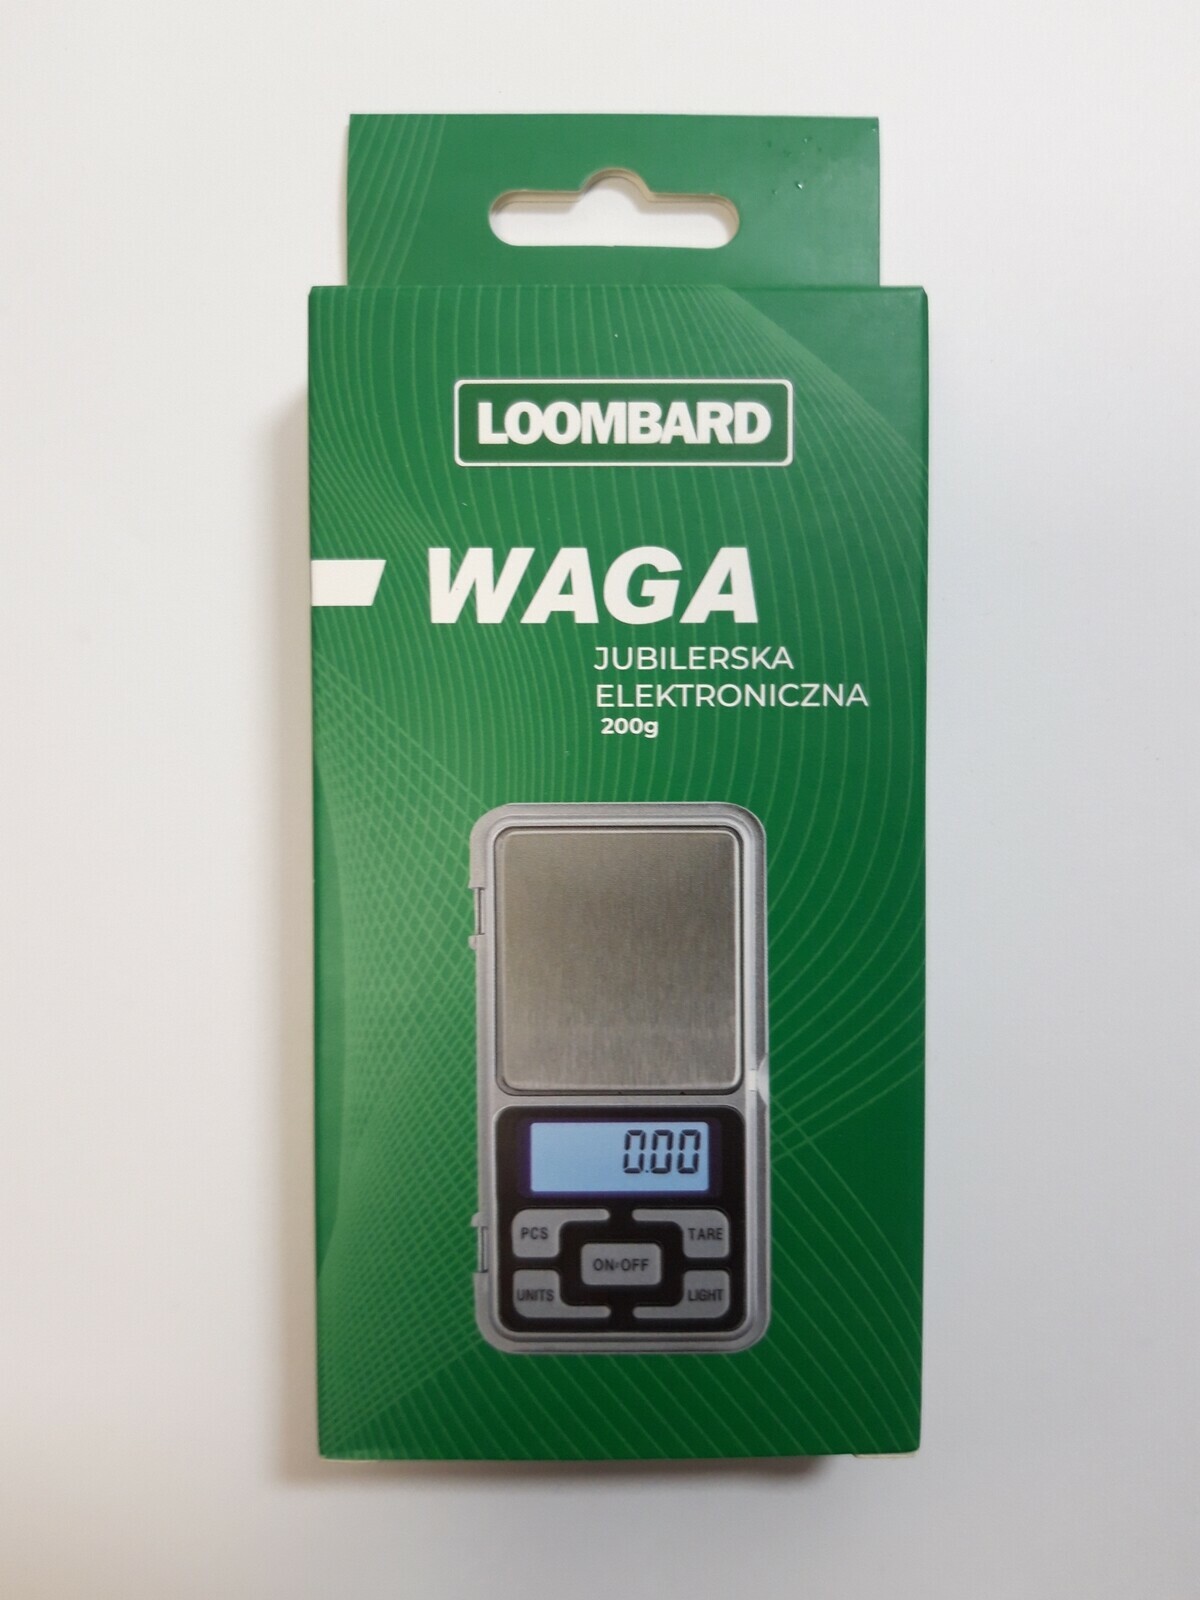 LOOMBARD
WAGA
JUBILERSKA
ELEKTRONICZNA
200g
0.00
PCS
TARE
ON·OFF
UNITS
LIGHT